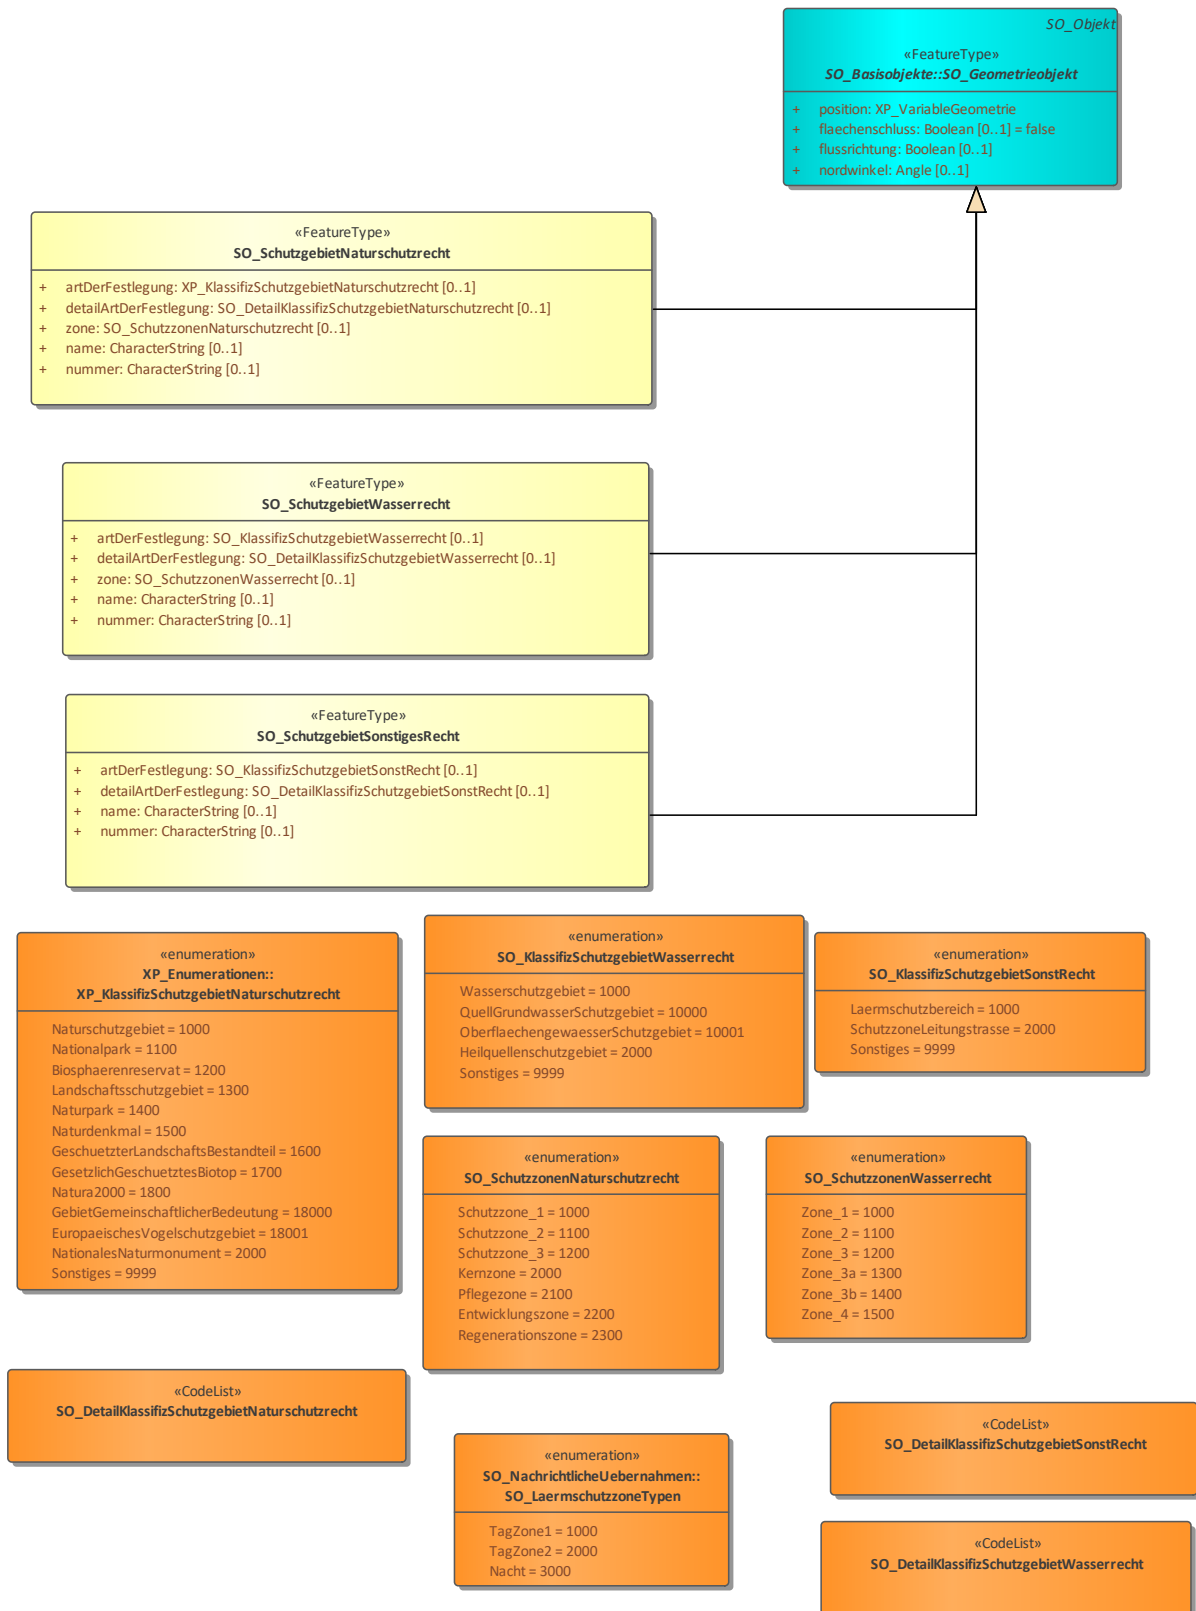 SO_Objekt
«FeatureType»
SO_Basisobjekte::SO_Geometrieobjekt
+ position: XP_VariableGeometrie
+ flaechenschluss: Boolean [0..1] = false
+ flussrichtung: Boolean [0..1]
+ nordwinkel: Angle [0..1]
«FeatureType»
SO_SchutzgebietNaturschutzrecht
+ artDerFestlegung: XP_KlassifizSchutzgebietNaturschutzrecht [0..1]
+ detailArtDerFestlegung: SO_DetailKlassifizSchutzgebietNaturschutzrecht [0..1]
+ zone: SO_SchutzzonenNaturschutzrecht [0..1]
+ name: CharacterString [0..1]
+ nummer: CharacterString [0..1]
«FeatureType»
SO_SchutzgebietWasserrecht
+ artDerFestlegung: SO_KlassifizSchutzgebietWasserrecht [0..1]
+ detailArtDerFestlegung: SO_DetailKlassifizSchutzgebietWasserrecht [0..1]
+ zone: SO_SchutzzonenWasserrecht [0..1]
+ name: CharacterString [0..1]
+ nummer: CharacterString [0..1]
«FeatureType»
SO_SchutzgebietSonstigesRecht
+ artDerFestlegung: SO_KlassifizSchutzgebietSonstRecht [0..1]
+ detailArtDerFestlegung: SO_DetailKlassifizSchutzgebietSonstRecht [0..1]
+ name: CharacterString [0..1]
+ nummer: CharacterString [0..1]
«enumeration»
XP_Enumerationen::
XP_KlassifizSchutzgebietNaturschutzrecht
Naturschutzgebiet = 1000
Nationalpark = 1100
Biosphaerenreservat = 1200
Landschaftsschutzgebiet = 1300
Naturpark = 1400
Naturdenkmal = 1500
GeschuetzterLandschaftsBestandteil = 1600
GesetzlichGeschuetztesBiotop = 1700
Natura2000 = 1800
GebietGemeinschaftlicherBedeutung = 18000
EuropaeischesVogelschutzgebiet = 18001
NationalesNaturmonument = 2000
Sonstiges = 9999
«enumeration»
SO_KlassifizSchutzgebietWasserrecht
Wasserschutzgebiet = 1000
QuellGrundwasserSchutzgebiet = 10000
OberflaechengewaesserSchutzgebiet = 10001
Heilquellenschutzgebiet = 2000
Sonstiges = 9999
«enumeration»
SO_KlassifizSchutzgebietSonstRecht
Laermschutzbereich = 1000
SchutzzoneLeitungstrasse = 2000
Sonstiges = 9999
«enumeration»
SO_SchutzzonenNaturschutzrecht
Schutzzone_1 = 1000
Schutzzone_2 = 1100
Schutzzone_3 = 1200
Kernzone = 2000
Pflegezone = 2100
Entwicklungszone = 2200
Regenerationszone = 2300
«enumeration»
SO_SchutzzonenWasserrecht
Zone_1 = 1000
Zone_2 = 1100
Zone_3 = 1200
Zone_3a = 1300
Zone_3b = 1400
Zone_4 = 1500
«CodeList»
SO_DetailKlassifizSchutzgebietNaturschutzrecht
«enumeration»
SO_NachrichtlicheUebernahmen::
SO_LaermschutzzoneTypen
TagZone1 = 1000
TagZone2 = 2000
Nacht = 3000
«CodeList»
SO_DetailKlassifizSchutzgebietSonstRecht
«CodeList»
SO_DetailKlassifizSchutzgebietWasserrecht